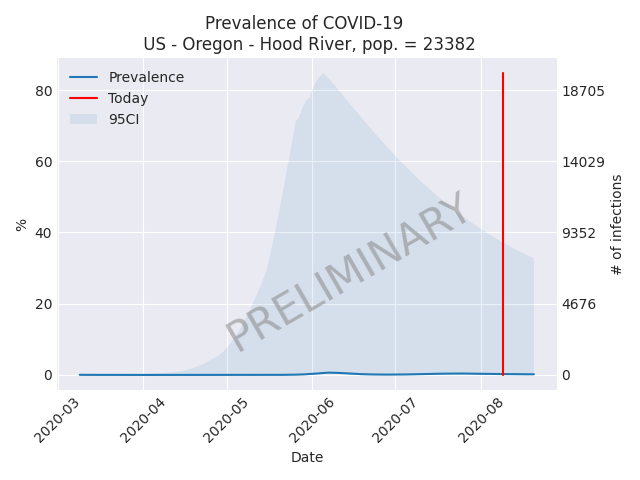 Prevalence of COVID-19
US - Oregon - Hood River, pop. = 23382
Prevalence
Today
95CI
80
60
40
20
0
%
18705
14029
9352
4676
0
# of infections
PRELIMINARY
2020-03
2020-04
2020-05
2020-06
2020-07
2020-08
Date